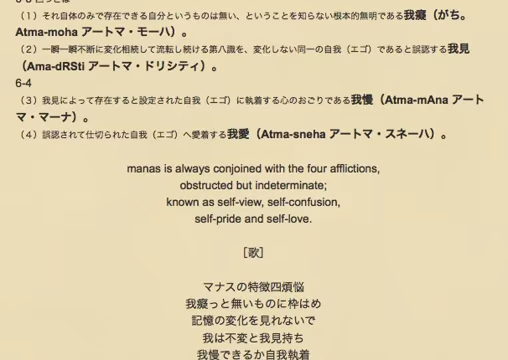 （１）それ自体のみで存在できる自分というものは無い、ということを知らない根本的無明である我癡（がち。
Atma-moha アートマ・モーハ）。
（２）一瞬一瞬不断に変化相続して流転し続ける第八識を、変化しない同一の自我（エゴ）であると誤認する我見
（Ama-dRSti アートマ・ドリシティ）。
6-4
（３）我見によって存在すると設定された自我（エゴ）に執着する心のおごりである我慢（Atma-mAna アート
マ・マーナ）。
（４）誤認されて仕切られた自我（エゴ）へ愛着する我愛（Atma-sneha アートマ・スネーハ）。
manas is always conjoined with the four afflictions,
obstructed but indeterminate;
known as self-view, self-confusion,
self-pride and self-love.
［歌］
マナスの特徴四煩悩
我癡っと無いものに枠はめ
記憶の変化を見れないで
我は不変と我見持ち
我慢できるか自我執着